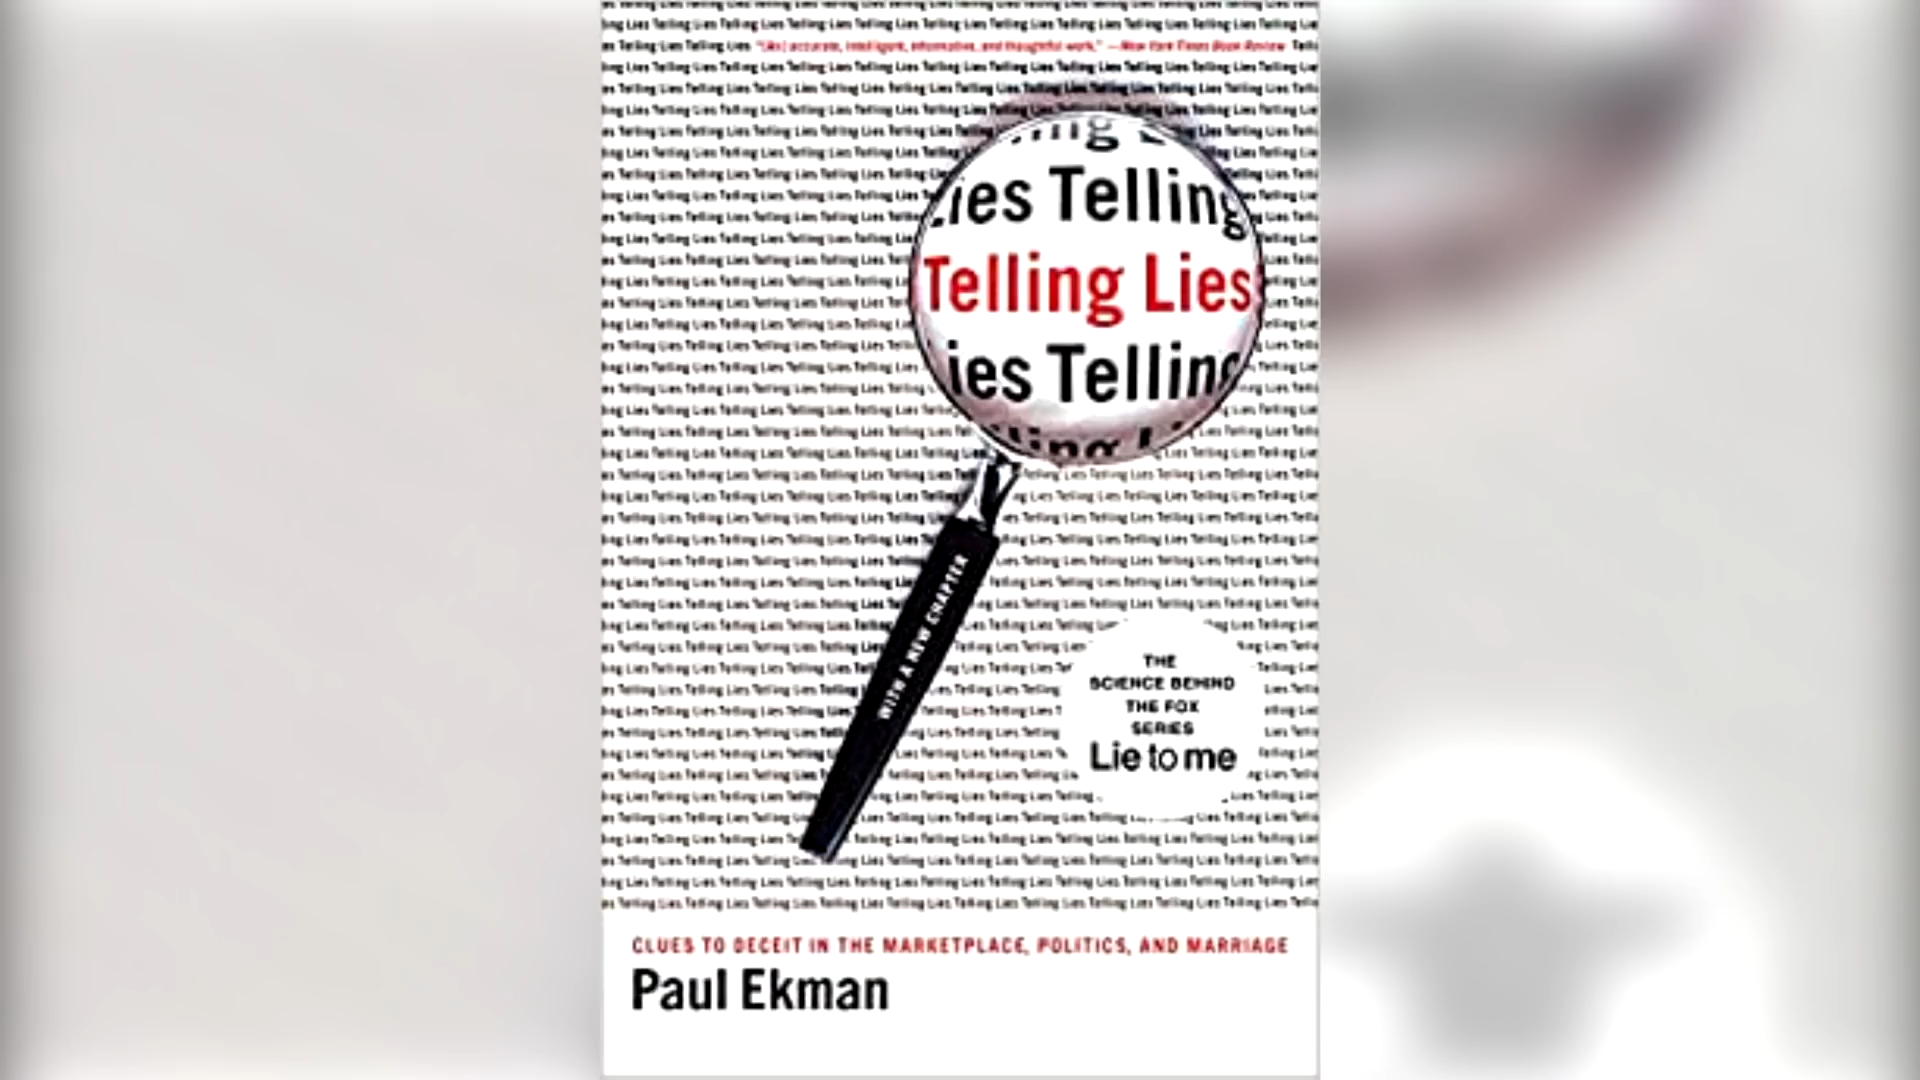 "[An] accurate, intelligent, informative, and thoughtful work." —New York Times Book Review
ies Telling
Telling Lies
ies Telling
WITH A NEW CHAPTER
THE
SCIENCE BEHIND
THE FOX
SERIES
Lie to me
CLUES TO DECEIT IN THE MARKETPLACE, POLITICS, AND MARRIAGE
Paul Ekman